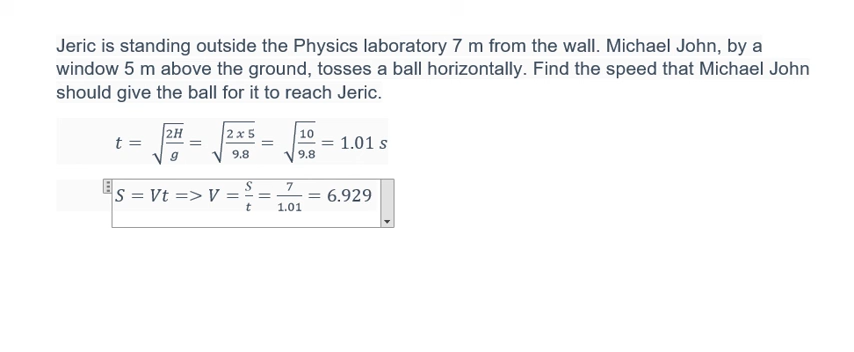 Jeric is standing outside the Physics laboratory 7 m from the wall. Michael John, by a
window 5 m above the ground, tosses a ball horizontally. Find the speed that Michael John
should give the ball for it to reach Jeric.
t = √(2H/g) = √(2 x 5/9.8) = √(10/9.8) = 1.01 s
S = Vt => V = S/t = 7/1.01 = 6.929